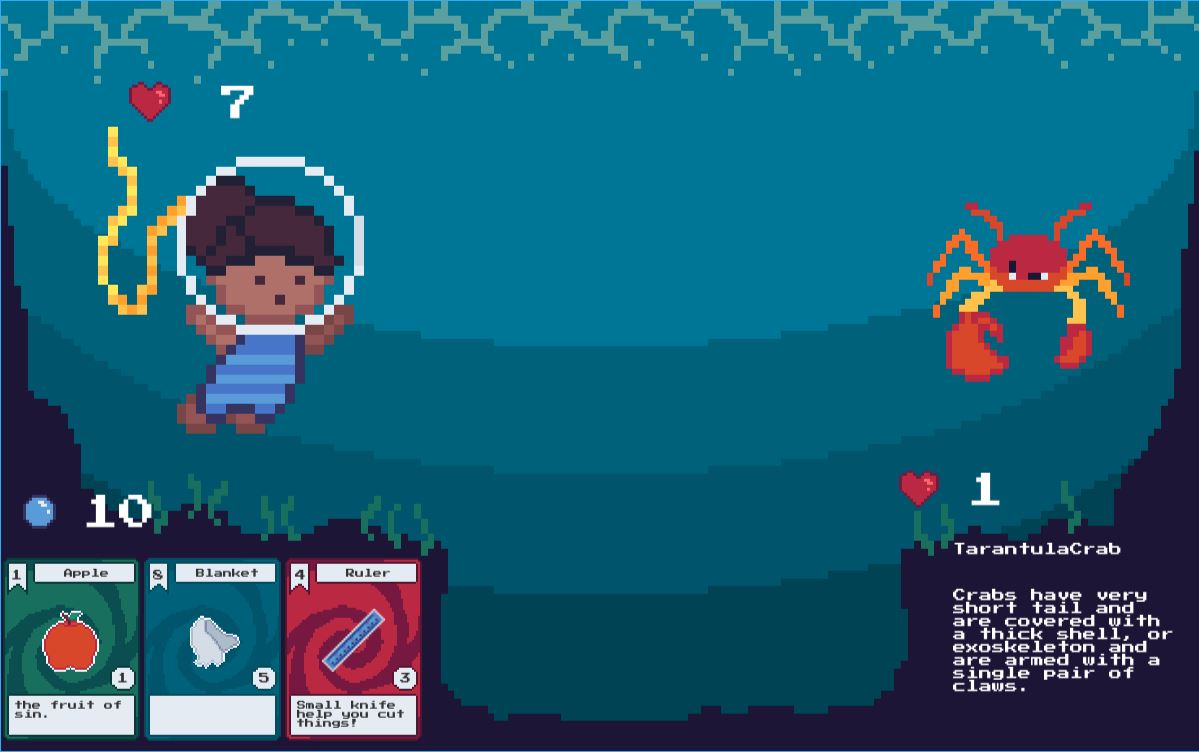 7
10
1
TarantulaCrab
Crabs have very
short tail and
are covered with
a thick shell, or
exoskeleton and
are armed with a
single pair of
claws.
1
Apple
1
the fruit of
sin.
8
Blanket
5
4
Ruler
3
Small knife
help you cut
things!